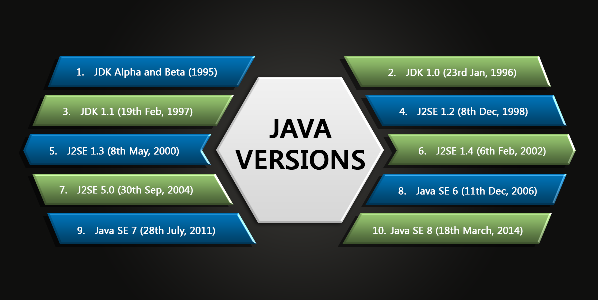 1. JDK Alpha and Beta (1995)
2. JDK 1.0 (23rd Jan, 1996)
3. JDK 1.1 (19th Feb, 1997)
4. J2SE 1.2 (8th Dec, 1998)
5. J2SE 1.3 (8th May, 2000)
6. J2SE 1.4 (6th Feb, 2002)
7. J2SE 5.0 (30th Sep, 2004)
8. Java SE 6 (11th Dec, 2006)
9. Java SE 7 (28th July, 2011)
10. Java SE 8 (18th March, 2014)
JAVA
VERSIONS